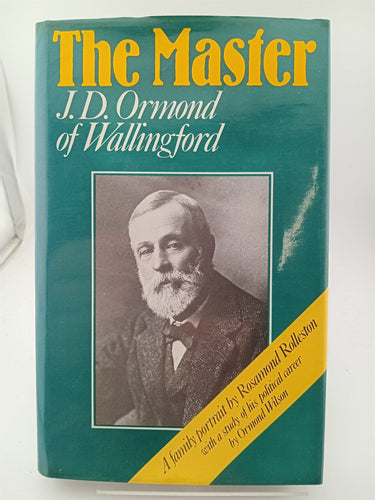 The Master
J. D. Ormond
of Wallingford
A family portrait by Rosamond Rolleston
with a study of his political career
by Ormond Wilson